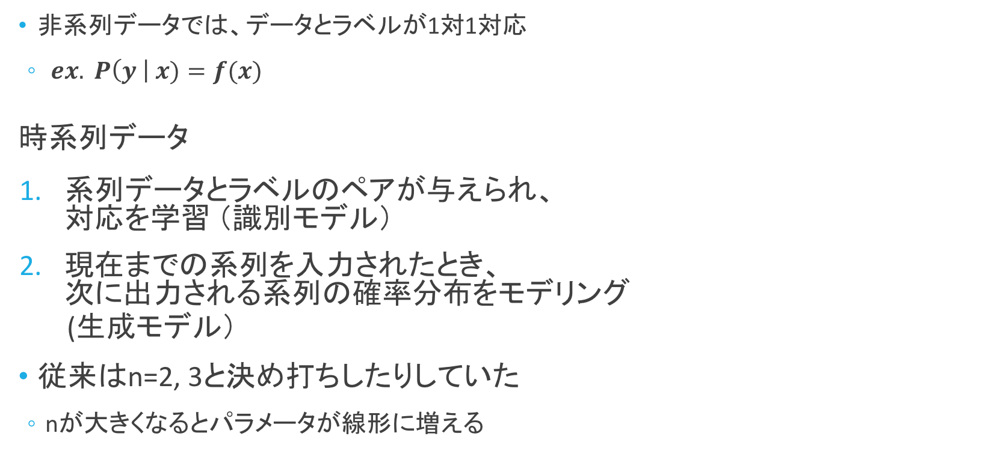 • 非系列データでは、データとラベルが1対1対応
◦ ex. P(y | x) = f(x)
時系列データ
1. 系列データとラベルのペアが与えられ、
対応を学習（識別モデル）
2. 現在までの系列を入力されたとき、
次に出力される系列の確率分布をモデリング
(生成モデル）
• 従来はn=2, 3と決め打ちしたりしていた
◦ nが大きくなるとパラメータが線形に増える